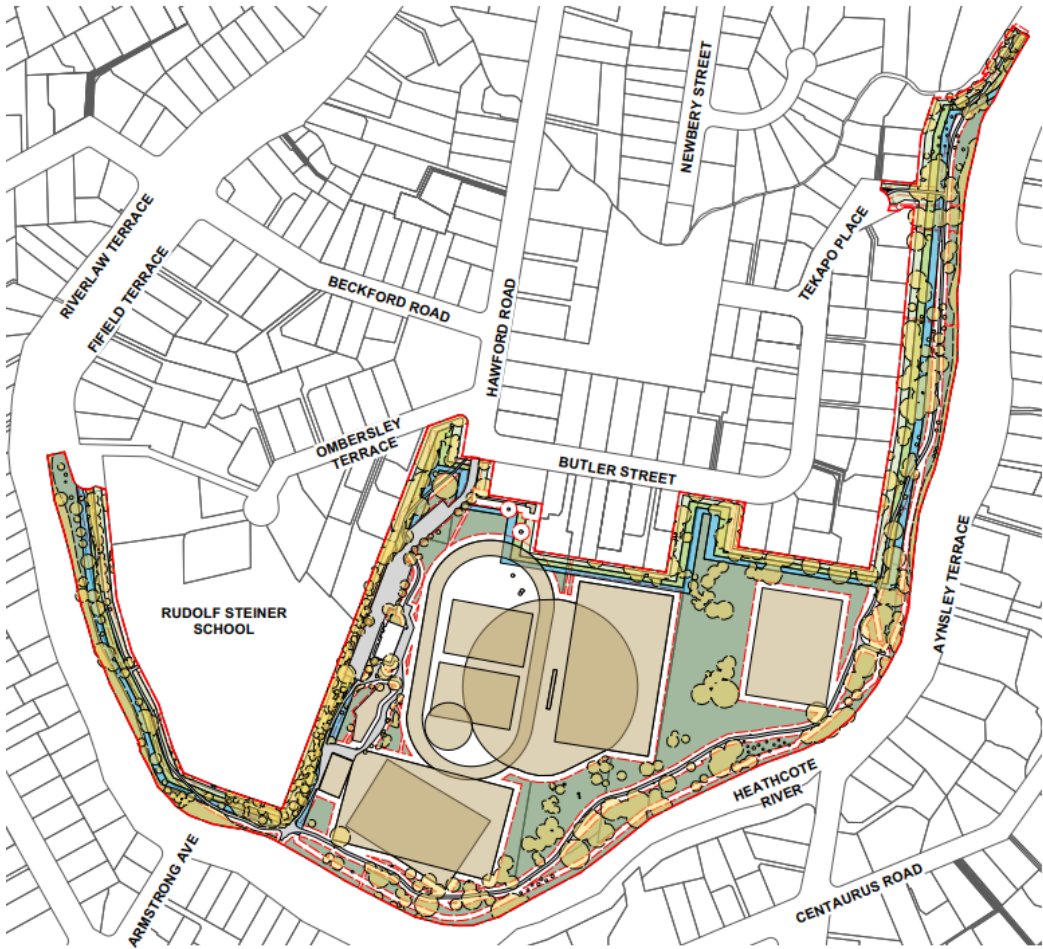 NEWBERY STREET
RIVERLAW TERRACE
FIFIELD TERRACE
BECKFORD ROAD
HAWFORD ROAD
TEKAPO PLACE
OMBERSLEY
TERRACE
BUTLER STREET
RUDOLF STEINER
SCHOOL
AYNSLEY TERRACE
HEATHCOTE
RIVER
ARMSTRONG AVE
CENTAURUS ROAD